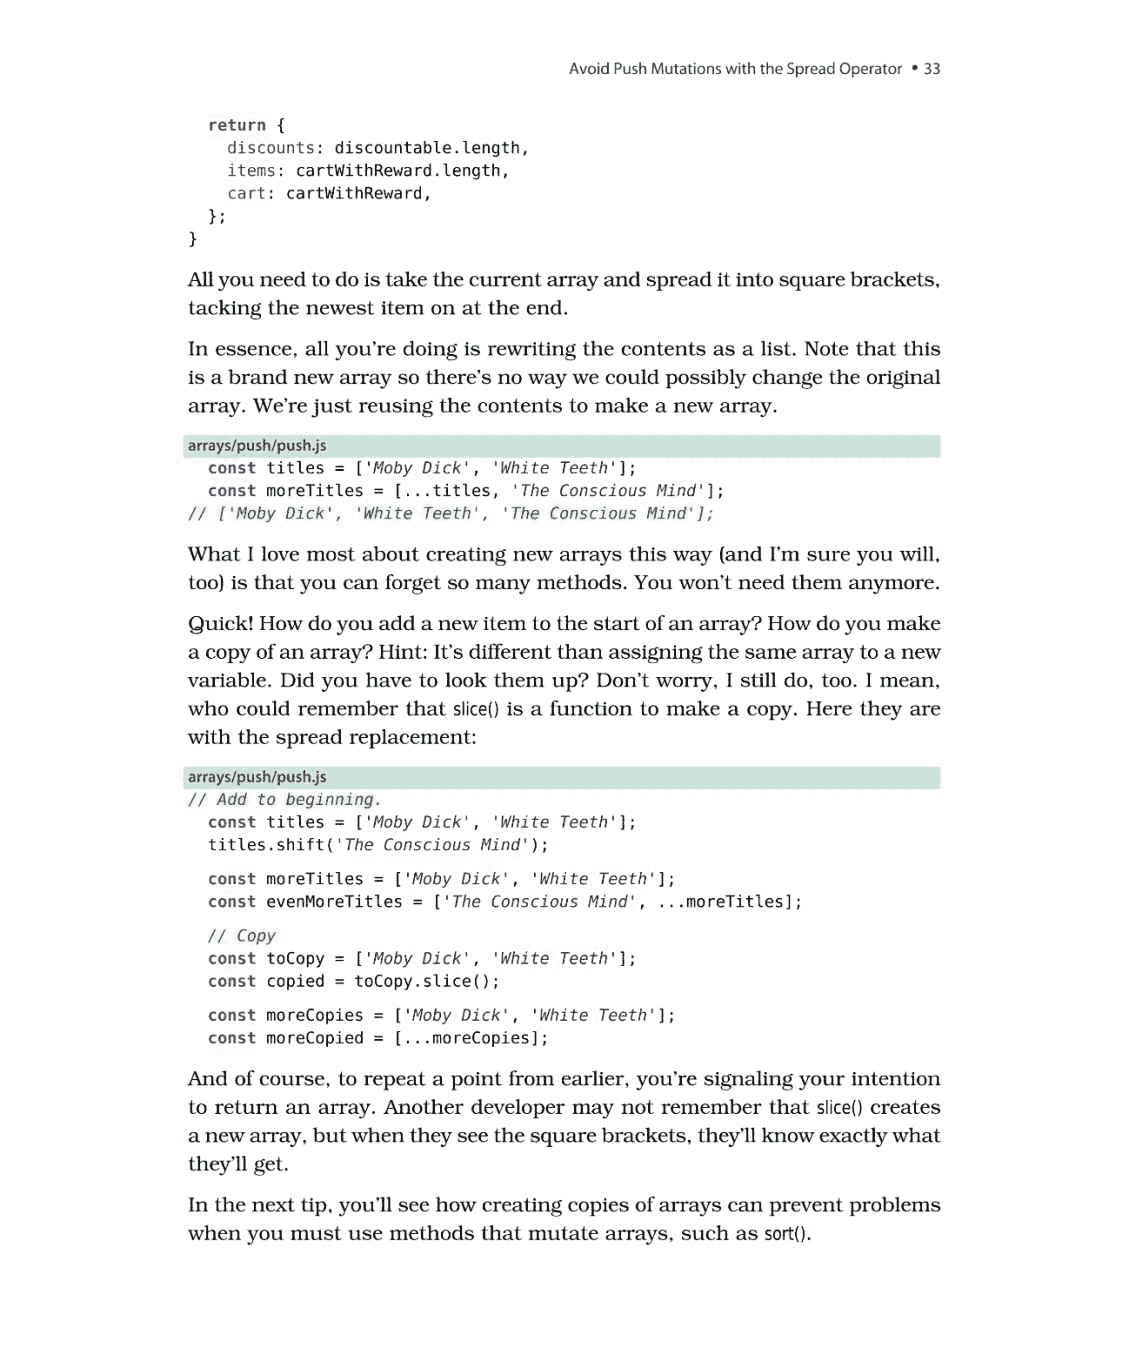 Avoid Push Mutations with the Spread Operator • 33
return {
discounts: discountable.length,
items: cartWithReward.length,
cart: cartWithReward,
};
}
All you need to do is take the current array and spread it into square brackets,
tacking the newest item on at the end.
In essence, all you’re doing is rewriting the contents as a list. Note that this
is a brand new array so there’s no way we could possibly change the original
array. We’re just reusing the contents to make a new array.
arrays/push/push.js
const titles = ['Moby Dick', 'White Teeth'];
const moreTitles = [...titles, 'The Conscious Mind'];
// ['Moby Dick', 'White Teeth', 'The Conscious Mind'];
What I love most about creating new arrays this way (and I’m sure you will,
too) is that you can forget so many methods. You won’t need them anymore.
Quick! How do you add a new item to the start of an array? How do you make
a copy of an array? Hint: It’s different than assigning the same array to a new
variable. Did you have to look them up? Don’t worry, I still do, too. I mean,
who could remember that slice() is a function to make a copy. Here they are
with the spread replacement:
arrays/push/push.js
// Add to beginning.
const titles = ['Moby Dick', 'White Teeth'];
titles.shift('The Conscious Mind');
const moreTitles = ['Moby Dick', 'White Teeth'];
const evenMoreTitles = ['The Conscious Mind', ...moreTitles];
// Copy
const toCopy = ['Moby Dick', 'White Teeth'];
const copied = toCopy.slice();
const moreCopies = ['Moby Dick', 'White Teeth'];
const moreCopied = [...moreCopies];
And of course, to repeat a point from earlier, you’re signaling your intention
to return an array. Another developer may not remember that slice() creates
a new array, but when they see the square brackets, they’ll know exactly what
they’ll get.
In the next tip, you’ll see how creating copies of arrays can prevent problems
when you must use methods that mutate arrays, such as sort().